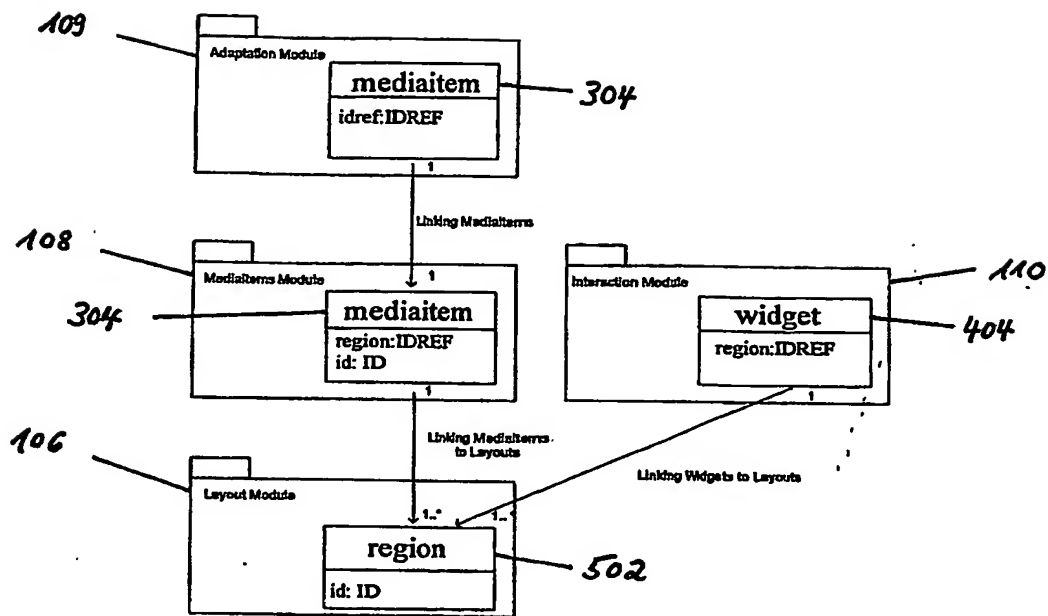 109
Adaptation Module
mediaitem
304
idref:IDREF
1
Linking MediaItems
108
MediaItems Module
1
304
mediaitem
region:IDREF
id: ID
1
Interaction Module
110
widget
404
region:IDREF
1
106
Linking MediaItems
to Layouts
Linking Widgets to Layouts
Layout Module
1..*
1..*
region
502
id: ID